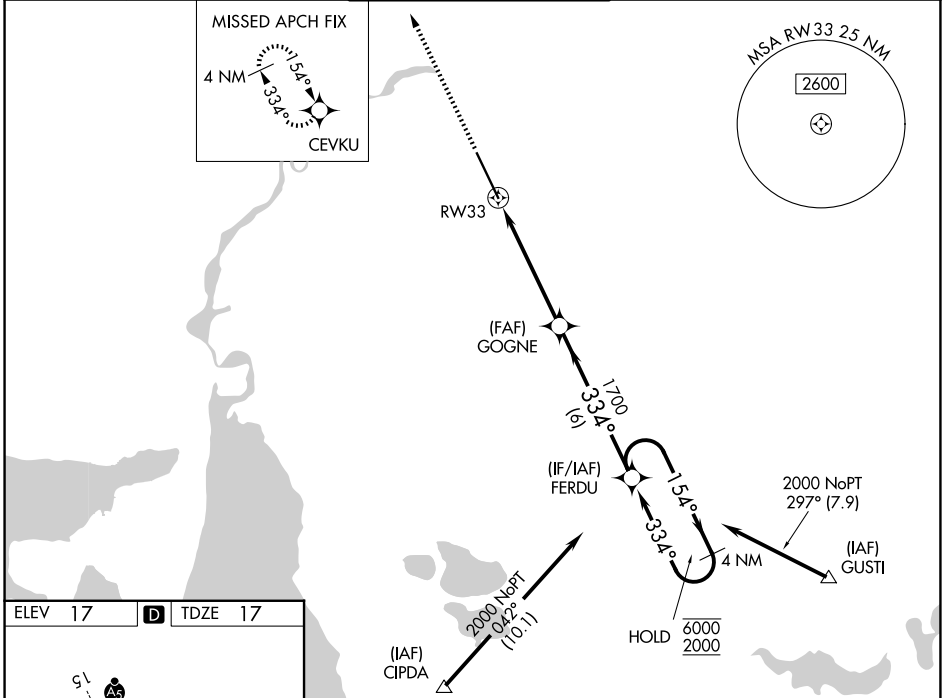 MISSED APCH FIX
4 NM
154°
334°
CEVKU
MSA RW33 25 NM
2600
RW33
(FAF)
GOGNE
1700
334°
(6)
(IF/IAF)
FERDU
154°
334°
4 NM
2000 NoPT
297° (7.9)
(IAF)
GUSTI
HOLD
6000
2000
2000 NoPT
042°
(10.1)
(IAF)
CIPDA
ELEV 17 D TDZE 17
15
A5